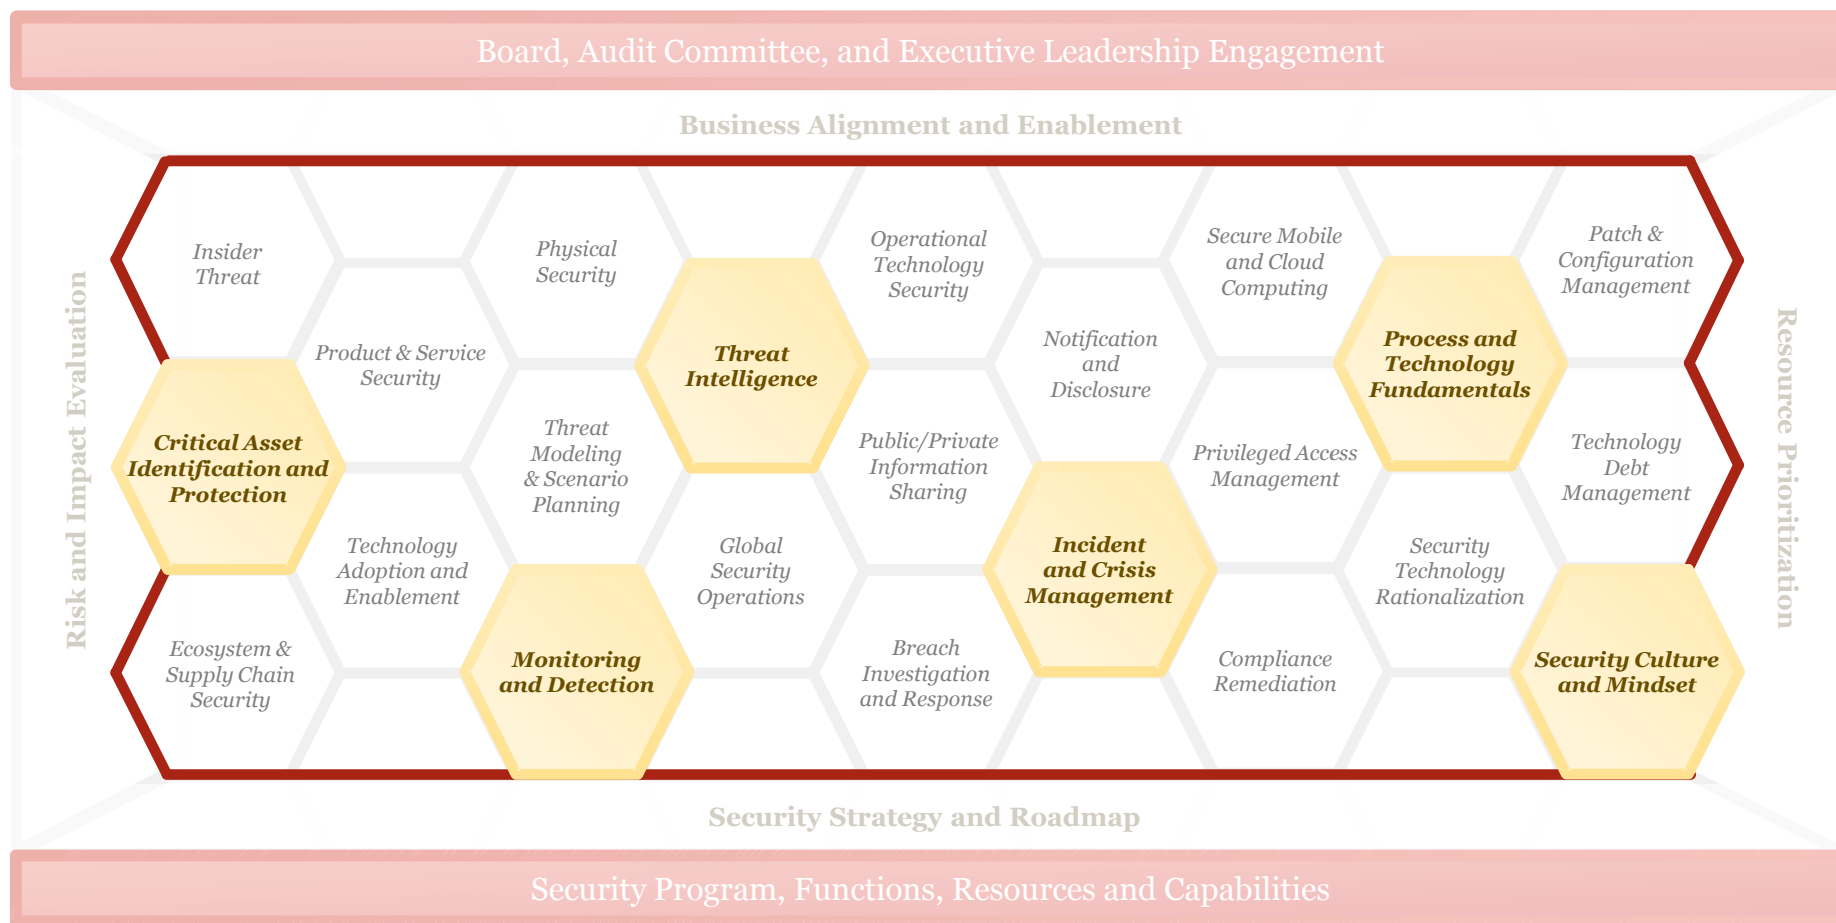 Board, Audit Committee, and Executive Leadership Engagement
Business Alignment and Enablement
Risk and Impact Evaluation
Insider
Threat
Physical
Security
Operational
Technology
Security
Secure Mobile
and Cloud
Computing
Patch &
Configuration
Management
Product & Service
Security
Threat
Intelligence
Notification
and
Disclosure
Process and
Technology
Fundamentals
Critical Asset
Identification and
Protection
Threat
Modeling
& Scenario
Planning
Public/Private
Information
Sharing
Privileged Access
Management
Technology
Debt
Management
Technology
Adoption and
Enablement
Global
Security
Operations
Incident
and Crisis
Management
Security
Technology
Rationalization
Ecosystem &
Supply Chain
Security
Monitoring
and Detection
Breach
Investigation
and Response
Compliance
Remediation
Security Culture
and Mindset
Resource Prioritization
Security Strategy and Roadmap
Security Program, Functions, Resources and Capabilities